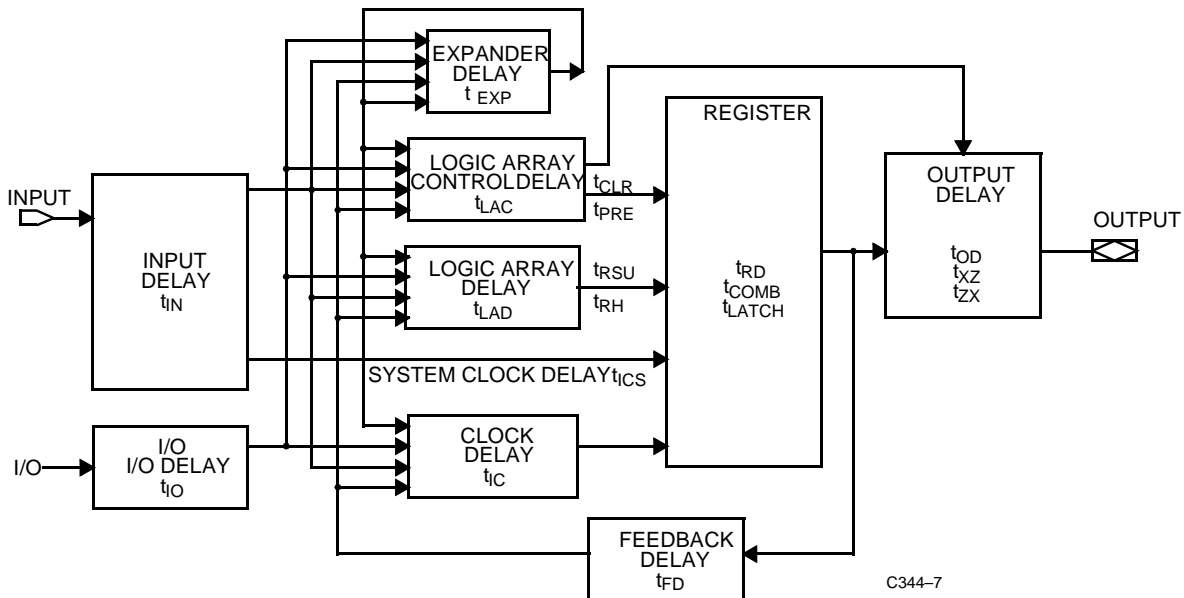 EXPANDER
DELAY
t EXP
REGISTER
LOGIC ARRAY
CONTROLDELAY
tLAC
tCLR
tPRE
OUTPUT
DELAY
tOD
tXZ
tZX
INPUT
OUTPUT
INPUT
DELAY
tIN
LOGIC ARRAY
DELAY
tLAD
tRSU
tRH
tRD
tCOMB
tLATCH
SYSTEM CLOCK DELAYtICS
I/O
I/O
I/O DELAY
tIO
CLOCK
DELAY
tIC
FEEDBACK
DELAY
tFD
C344–7